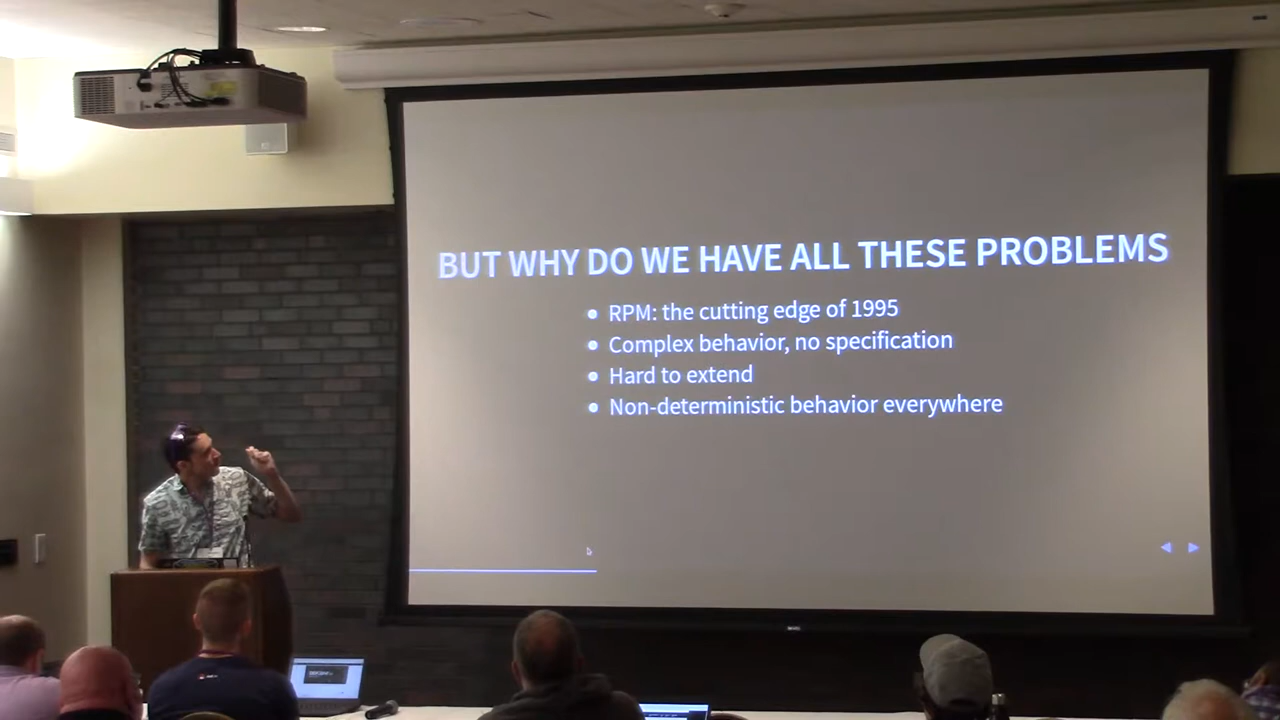 BUT WHY DO WE HAVE ALL THESE PROBLEMS
RPM: the cutting edge of 1995
Complex behavior, no specification
Hard to extend
Non-deterministic behavior everywhere